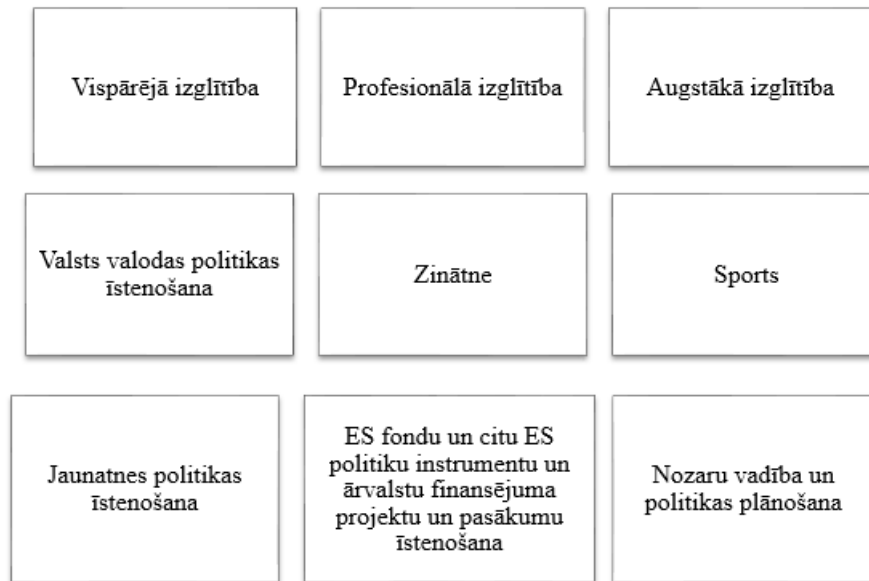 Vispārējā izglītība
Profesionālā izglītība
Augstākā izglītība
Valsts valodas politikas
īstenošana
Zinātne
Sports
Jaunatnes politikas
īstenošana
ES fondu un citu ES
politiku instrumentu un
ārvalstu finansējuma
projektu un pasākumu
īstenošana
Nozaru vadība un
politikas plānošana